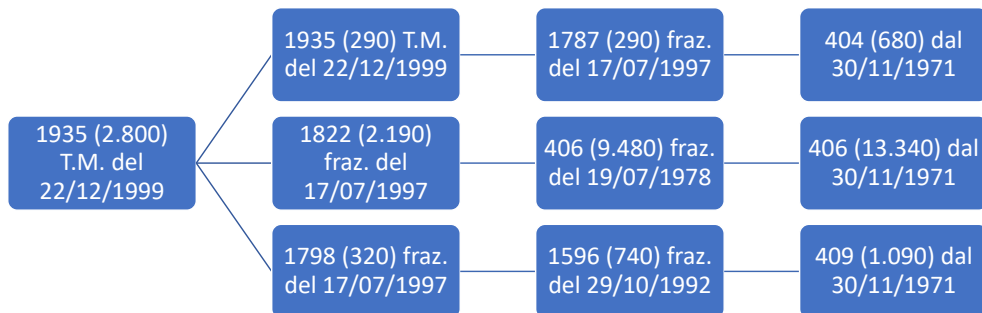 1935 (290) T.M.
del 22/12/1999
1787 (290) fraz.
del 17/07/1997
404 (680) dal
30/11/1971
1935 (2.800)
T.M. del
22/12/1999
1822 (2.190)
fraz. del
17/07/1997
406 (9.480) fraz.
del 19/07/1978
406 (13.340) dal
30/11/1971
1798 (320) fraz.
del 17/07/1997
1596 (740) fraz.
del 29/10/1992
409 (1.090) dal
30/11/1971